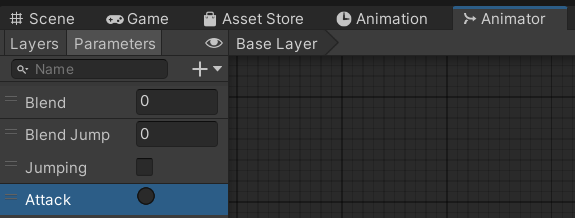 Scene Game Asset Store Animation Animator
Layers Parameters Base Layer
Name
Blend 0
Blend Jump 0
Jumping
Attack